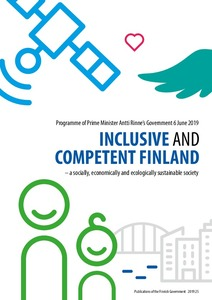 Programme of Prime Minister Antti Rinne's Government 6 June 2019
INCLUSIVE AND
COMPETENT FINLAND
– a socially, economically and ecologically sustainable society
Publications of the Finnish Government 2019:25